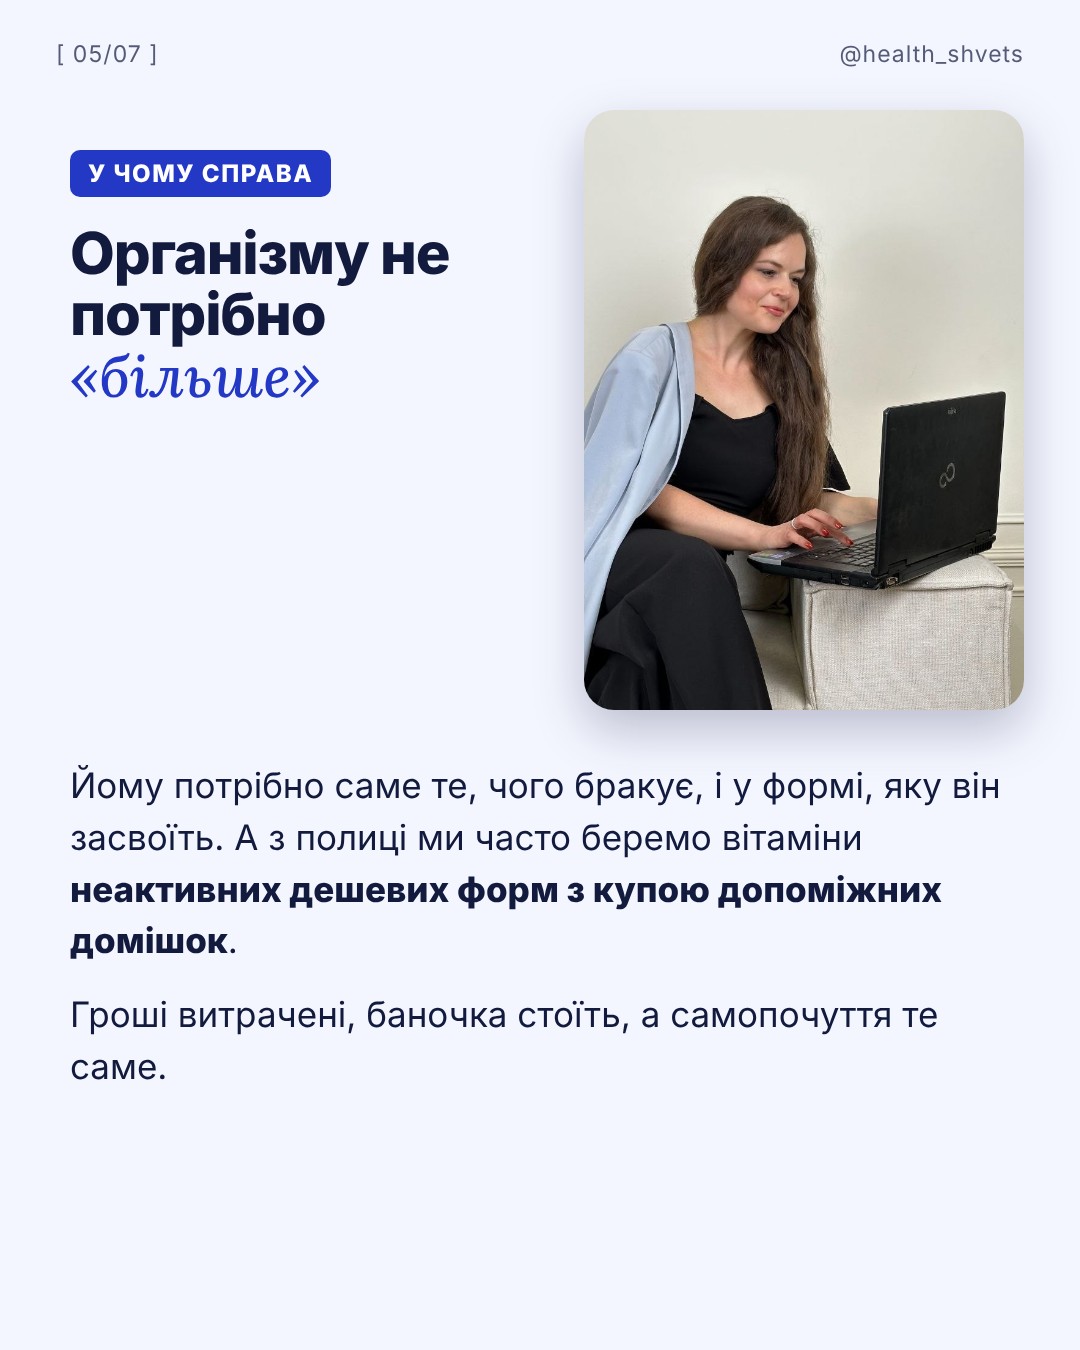 [ 05/07 ]
@health_shvets
У ЧОМУ СПРАВА
Організму не
потрібно
«більше»
Йому потрібно саме те, чого бракує, і у формі, яку він
засвоїть. А з полиці ми часто беремо вітаміни
неактивних дешевих форм з купою допоміжних
домішок.
Гроші витрачені, баночка стоїть, а самопочуття те
саме.